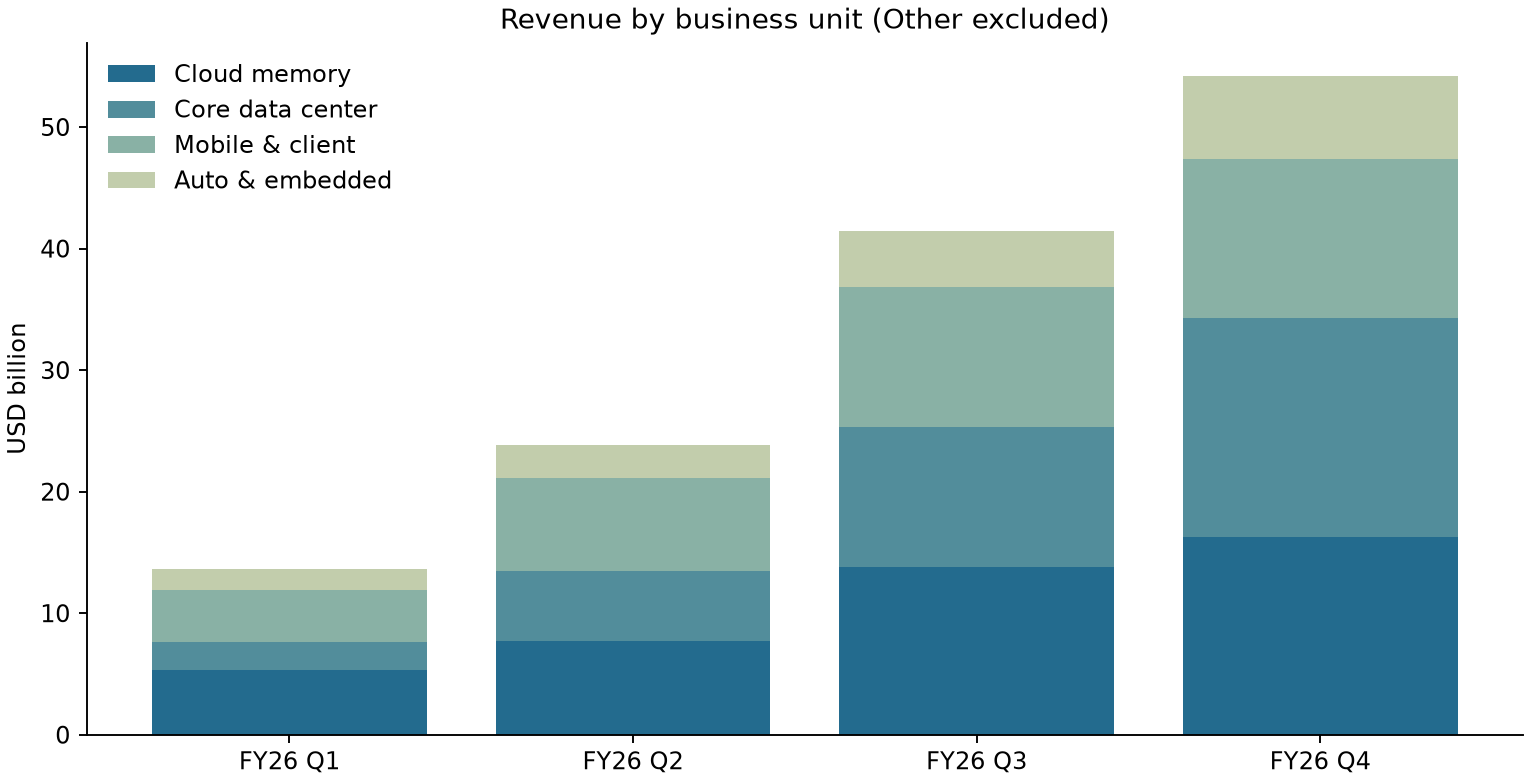 Revenue by business unit (Other excluded)
Cloud memory
Core data center
Mobile & client
Auto & embedded
USD billion
50
40
30
20
10
0
FY26 Q1
FY26 Q2
FY26 Q3
FY26 Q4